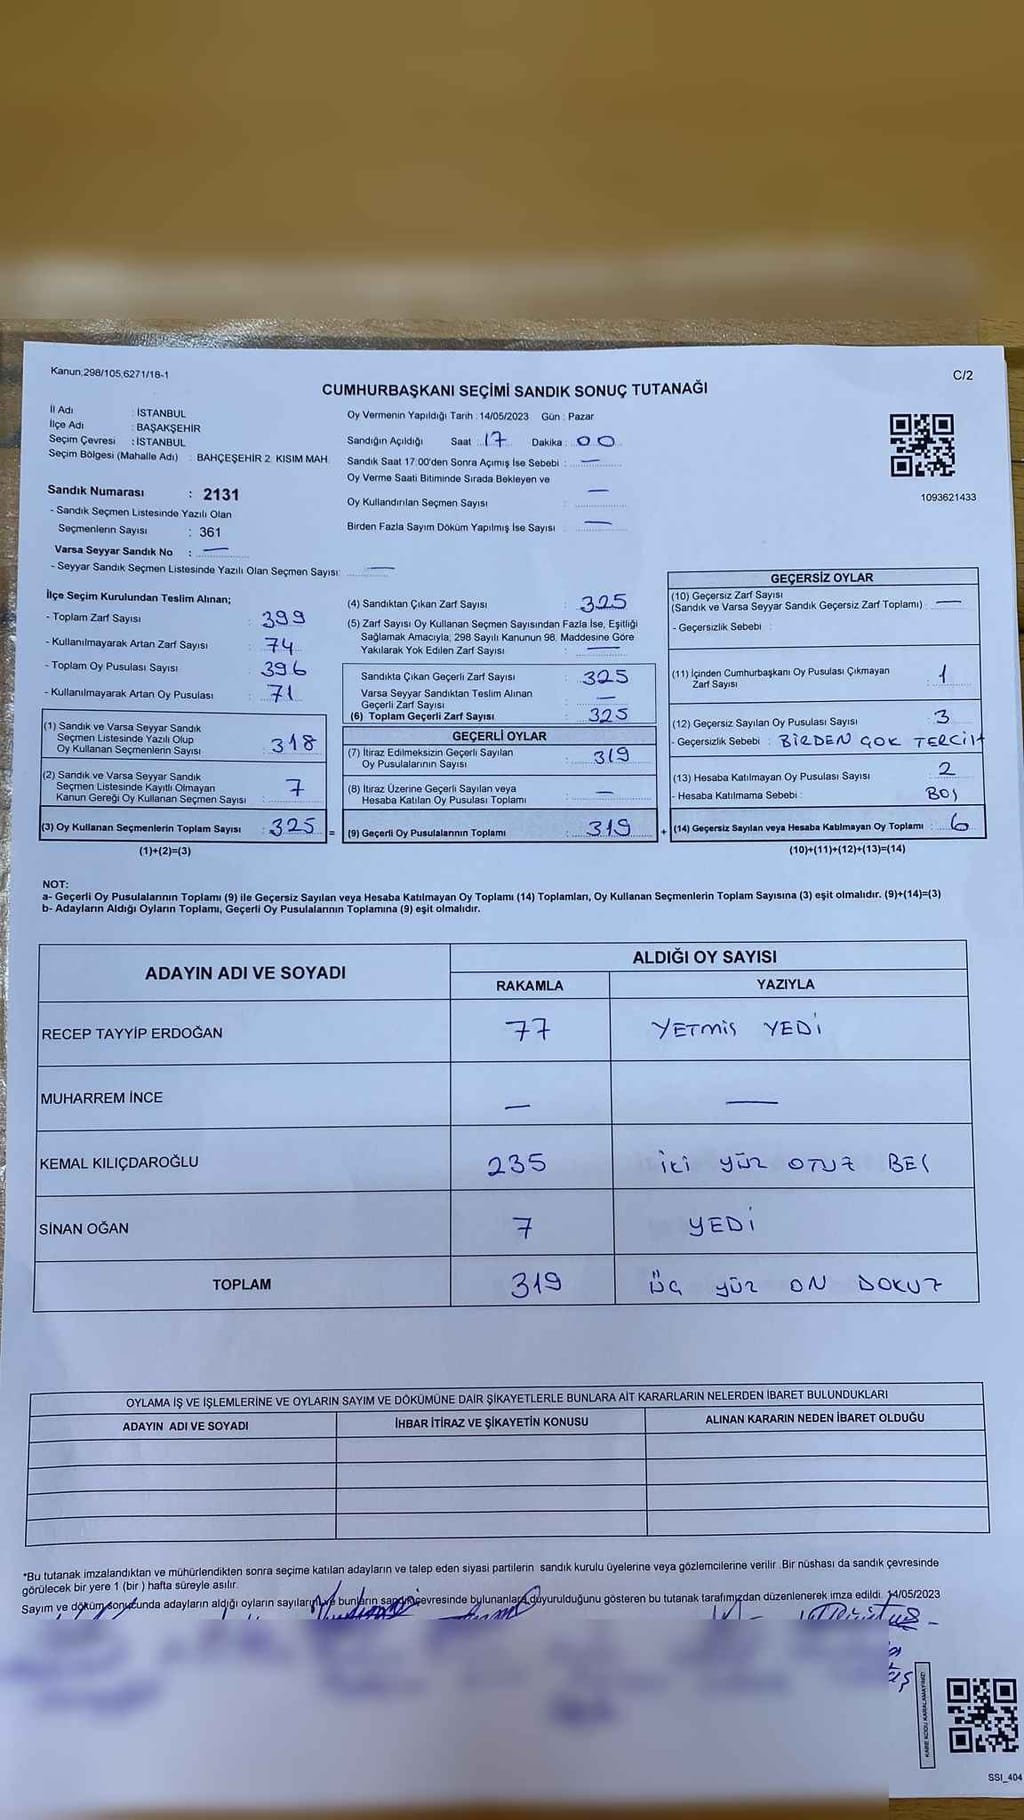 Kanun;298/105,6271/18-1
C/2
CUMHURBAŞKANI SEÇİMİ SANDIK SONUÇ TUTANAĞI
İl Adı : İSTANBUL
İlçe Adı : BAŞAKŞEHİR
Seçim Çevresi : İSTANBUL
Seçim Bölgesi (Mahalle Adı) : BAHÇEŞEHİR 2. KISIM MAH.
Sandık Numarası : 2131
- Sandık Seçmen Listesinde Yazılı Olan
Seçmenlerin Sayısı : 361
Varsa Seyyar Sandık No : —
- Seyyar Sandık Seçmen Listesinde Yazılı Olan Seçmen Sayısı: —
Oy Vermenin Yapıldığı Tarih : 14/05/2023 Gün : Pazar
Sandığın Açıldığı Saat : 17 Dakika : 00
Sandık Saat 17:00'den Sonra Açımış İse Sebebi : —
Oy Verme Saati Bitiminde Sırada Bekleyen ve
Oy Kullandırılan Seçmen Sayısı : —
Birden Fazla Sayım Döküm Yapılmış İse Sayısı : —
1093621433
İlçe Seçim Kurulundan Teslim Alınan;
- Toplam Zarf Sayısı : 399
- Kullanılmayarak Artan Zarf Sayısı : 74
- Toplam Oy Pusulası Sayısı : 396
- Kullanılmayarak Artan Oy Pusulası : 71
(1) Sandık ve Varsa Seyyar Sandık
Seçmen Listesinde Yazılı Olup
Oy Kullanan Seçmenlerin Sayısı : 318
(2) Sandık ve Varsa Seyyar Sandık
Seçmen Listesinde Kayıtlı Olmayan
Kanun Gereği Oy Kullanan Seçmen Sayısı : 7
(3) Oy Kullanan Seçmenlerin Toplam Sayısı : 325 =
(1)+(2)=(3)
(4) Sandıktan Çıkan Zarf Sayısı : 325
(5) Zarf Sayısı Oy Kullanan Seçmen Sayısından Fazla İse, Eşitliği
Sağlamak Amacıyla, 298 Sayılı Kanunun 98. Maddesine Göre
Yakılarak Yok Edilen Zarf Sayısı : —
Sandıkta Çıkan Geçerli Zarf Sayısı : 325
Varsa Seyyar Sandıktan Teslim Alınan
Geçerli Zarf Sayısı : —
(6) Toplam Geçerli Zarf Sayısı : 325
GEÇERLİ OYLAR
(7) İtiraz Edilmeksizin Geçerli Sayılan
Oy Pusulalarının Sayısı : 319
(8) İtiraz Üzerine Geçerli Sayılan veya
Hesaba Katılan Oy Pusulası Toplamı : —
(9) Geçerli Oy Pusulalarının Toplamı : 319 +
GEÇERSİZ OYLAR
(10) Geçersiz Zarf Sayısı
(Sandık ve Varsa Seyyar Sandık Geçersiz Zarf Toplamı) : —
- Geçersizlik Sebebi :
(11) İçinden Cumhurbaşkanı Oy Pusulası Çıkmayan
Zarf Sayısı : 1
(12) Geçersiz Sayılan Oy Pusulası Sayısı : 3
- Geçersizlik Sebebi : BİRDEN ÇOK TERCİH
(13) Hesaba Katılmayan Oy Pusulası Sayısı : 2
- Hesaba Katılmama Sebebi : BOŞ
(14) Geçersiz Sayılan veya Hesaba Katılmayan Oy Toplamı : 6
(10)+(11)+(12)+(13)=(14)
NOT:
a- Geçerli Oy Pusulalarının Toplamı (9) ile Geçersiz Sayılan veya Hesaba Katılmayan Oy Toplamı (14) Toplamları, Oy Kullanan Seçmenlerin Toplam Sayısına (3) eşit olmalıdır. (9)+(14)=(3)
b- Adayların Aldığı Oyların Toplamı, Geçerli Oy Pusulalarının Toplamına (9) eşit olmalıdır.
ADAYIN ADI VE SOYADI
ALDIĞI OY SAYISI
RAKAMLA YAZIYLA
RECEP TAYYİP ERDOĞAN 77 YETMİŞ YEDİ
MUHARREM İNCE — —
KEMAL KILIÇDAROĞLU 235 iki yüz OTUZ BEŞ
SİNAN OĞAN 7 YEDİ
TOPLAM 319 üç yüz ON DOKUZ
OYLAMA İŞ VE İŞLEMLERİNE VE OYLARIN SAYIM VE DÖKÜMÜNE DAİR ŞİKAYETLERLE BUNLARA AİT KARARLARIN NELERDEN İBARET BULUNDUKLARI
ADAYIN ADI VE SOYADI İHBAR İTİRAZ VE ŞİKAYETİN KONUSU ALINAN KARARIN NEDEN İBARET OLDUĞU
*Bu tutanak imzalandıktan ve mühürlendikten sonra seçime katılan adayların ve talep eden siyasi partilerin sandık kurulu üyelerine veya gözlemcilerine verilir. Bir nüshası da sandık çevresinde
görülecek bir yere 1 (bir ) hafta süreyle asılır.
Sayım ve döküm sonucunda adayların aldığı oyların sayılarını ve bunların sandık çevresinde bulunanlara duyurulduğunu gösteren bu tutanak tarafımızdan düzenlenerek imza edildi. 14/05/2023
KARE KODU KARALAMAYINIZ!
SSI_404